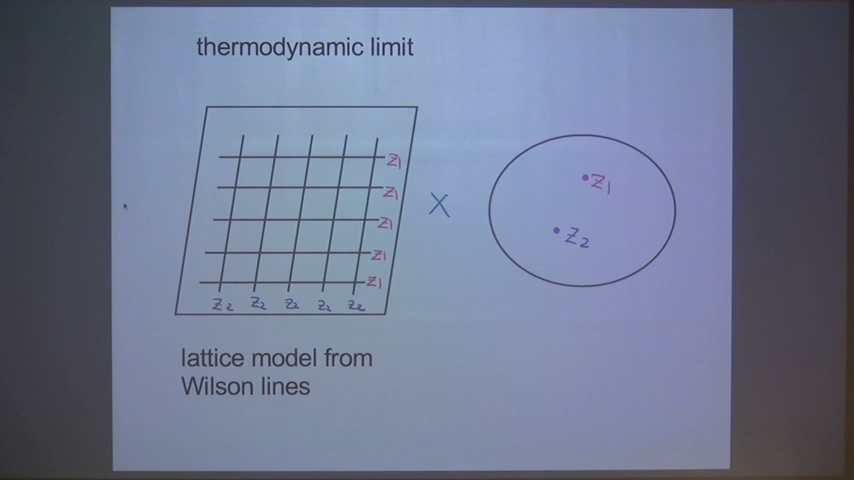 thermodynamic limit
z1
z1
z1
z1
z1
z2 z2 z2 z2 z2
X
z1
z2
lattice model from
Wilson lines